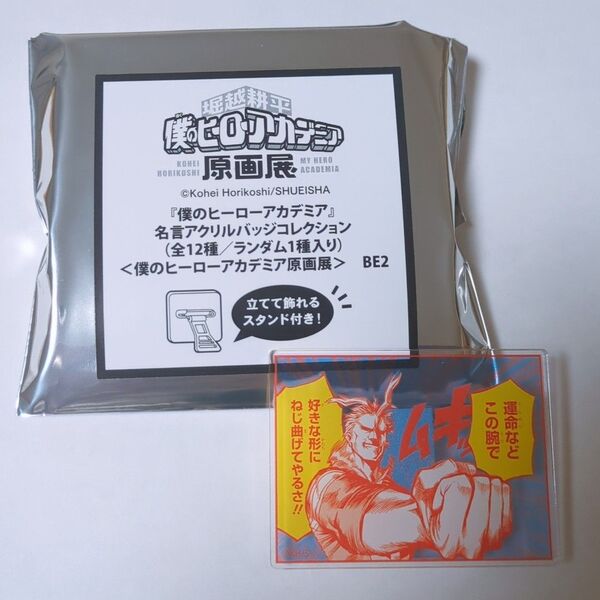 堀越耕平
僕のヒーローアカデミア
KOHEI
HORIKOSHI
原画展
MY HERO
ACADEMIA
©Kohei Horikoshi/SHUEISHA
『僕のヒーローアカデミア』
名言アクリルバッジコレクション
（全12種／ランダム1種入り）
＜僕のヒーローアカデミア原画展＞ BE2
立てて飾れる
スタンド付き！
運命など
この腕で
ムキッ
好きな形に
ねじ曲げてやるさ!!